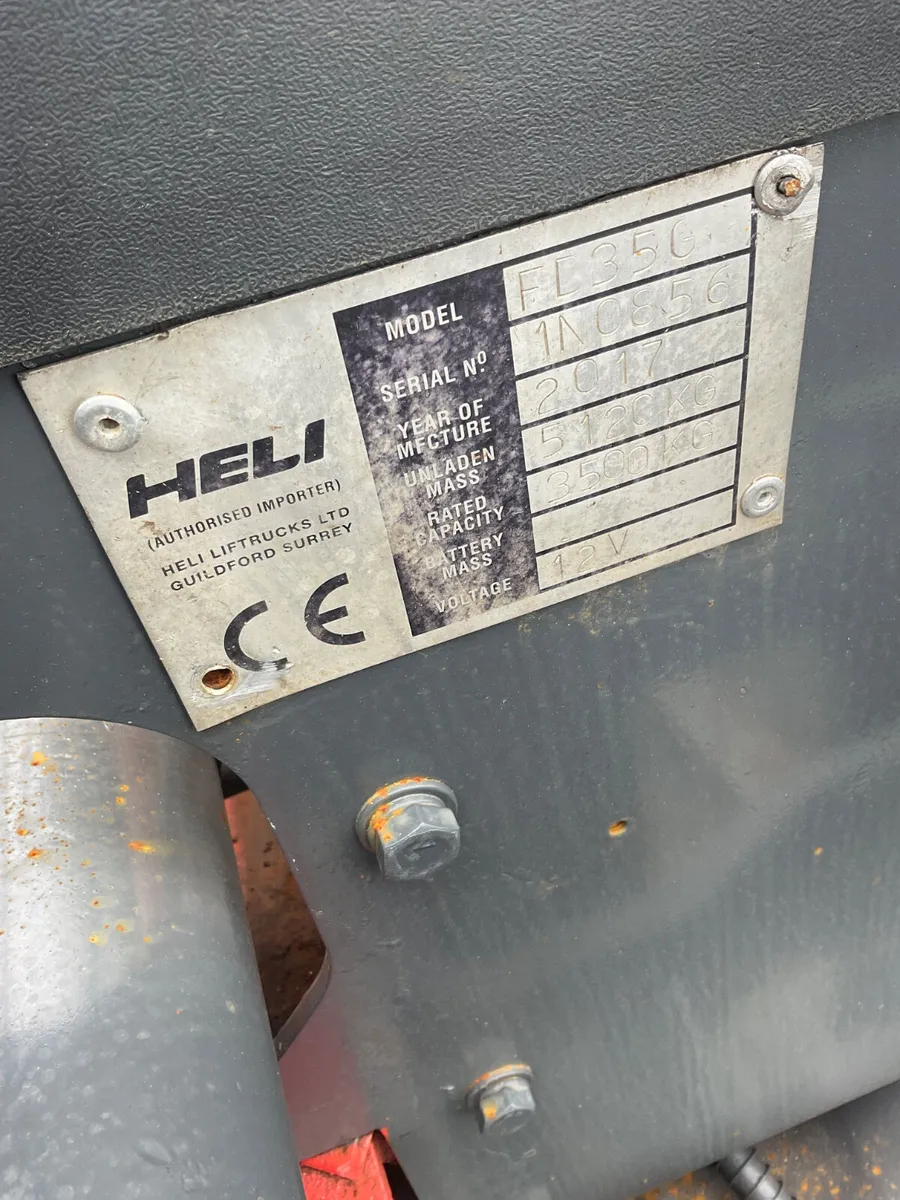 HELI
(AUTHORISED IMPORTER)
HELI LIFTRUCKS LTD
GUILDFORD SURREY
CE
MODEL FD35G
SERIAL Nº 1N0856
YEAR OF MFCTURE 2017
UNLADEN MASS 5120KG
RATED CAPACITY 3500KG
BATTERY MASS
VOLTAGE 12V